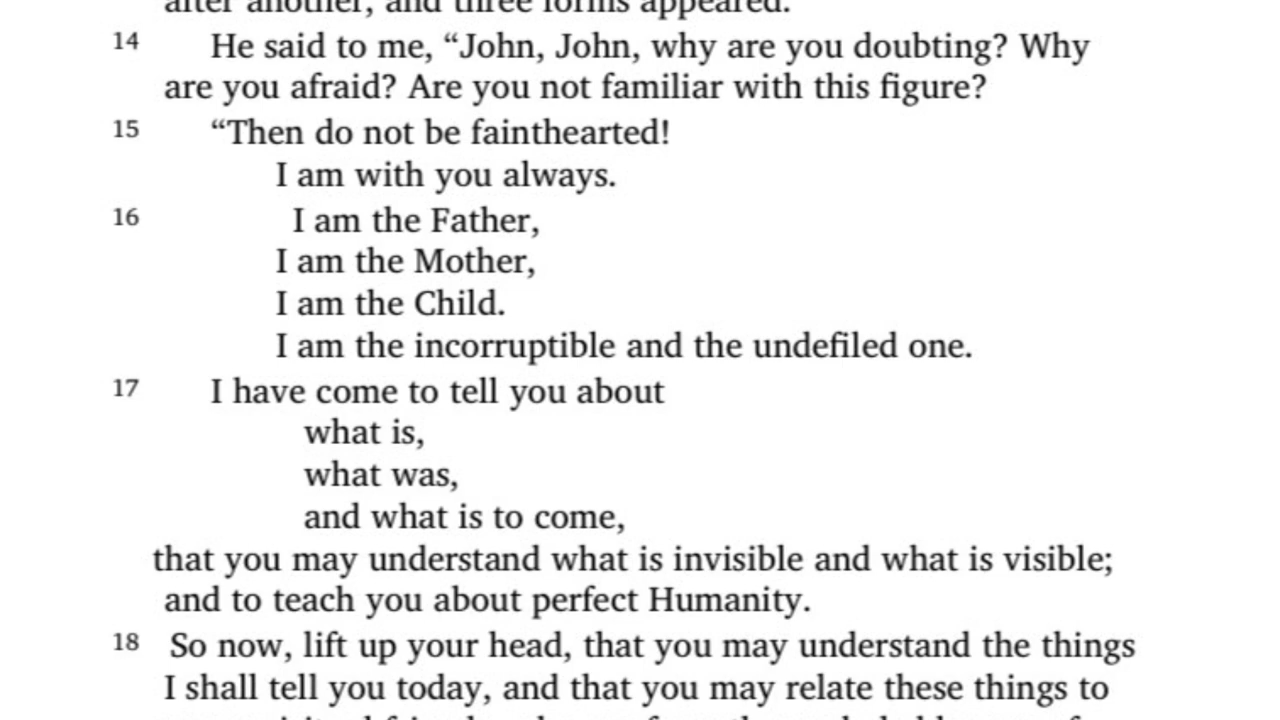 after another, and three forms appeared.
14 He said to me, “John, John, why are you doubting? Why
are you afraid? Are you not familiar with this figure?
15 “Then do not be fainthearted!
I am with you always.
16 I am the Father,
I am the Mother,
I am the Child.
I am the incorruptible and the undefiled one.
17 I have come to tell you about
what is,
what was,
and what is to come,
that you may understand what is invisible and what is visible;
and to teach you about perfect Humanity.
18 So now, lift up your head, that you may understand the things
I shall tell you today, and that you may relate these things to